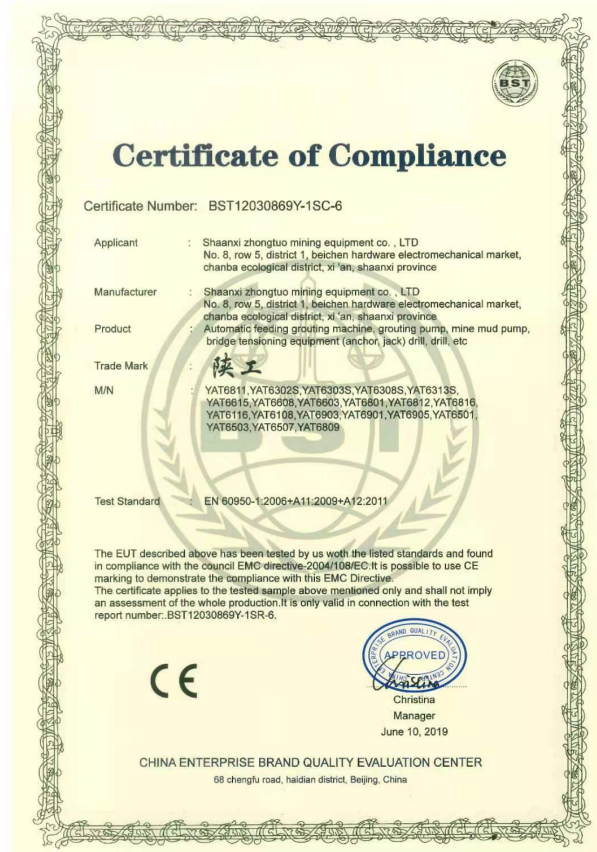 BST
Certificate of Compliance
Certificate Number: BST12030869Y-1SC-6
Applicant : Shaanxi zhongtuo mining equipment co. , LTD
No. 8, row 5, district 1, beichen hardware electromechanical market,
chanba ecological district, xi 'an, shaanxi province
Manufacturer : Shaanxi zhongtuo mining equipment co. , LTD
No. 8, row 5, district 1, beichen hardware electromechanical market,
chanba ecological district, xi 'an, shaanxi province
Product : Automatic feeding grouting machine, grouting pump, mine mud pump,
bridge tensioning equipment (anchor, jack) drill, drill, etc
Trade Mark : 陕工
M/N : YAT6811,YAT6302S,YAT6303S,YAT6308S,YAT6313S,
YAT6615,YAT6608,YAT6603,YAT6801,YAT6812,YAT6816,
YAT6116,YAT6108,YAT6903,YAT6901,YAT6905,YAT6501,
YAT6503,YAT6507,YAT6809
BST
Test Standard : EN 60950-1:2006+A11:2009+A12:2011
The EUT described above has been tested by us woth the listed standards and found
in compliance with the council EMC directive-2004/108/EC.It is possible to use CE
marking to demonstrate the compliance with this EMC Directive.
The certificate applies to the tested sample above mentioned only and shall not imply
an assessment of the whole production.It is only valid in connection with the test
report number:.BST12030869Y-1SR-6.
CE
ENTERPRISE BRAND QUALITY EVALUATION CENTER
APPROVED
Christina
Christina
Manager
June 10, 2019
CHINA ENTERPRISE BRAND QUALITY EVALUATION CENTER
68 chengfu road, haidian district, Beijing, China